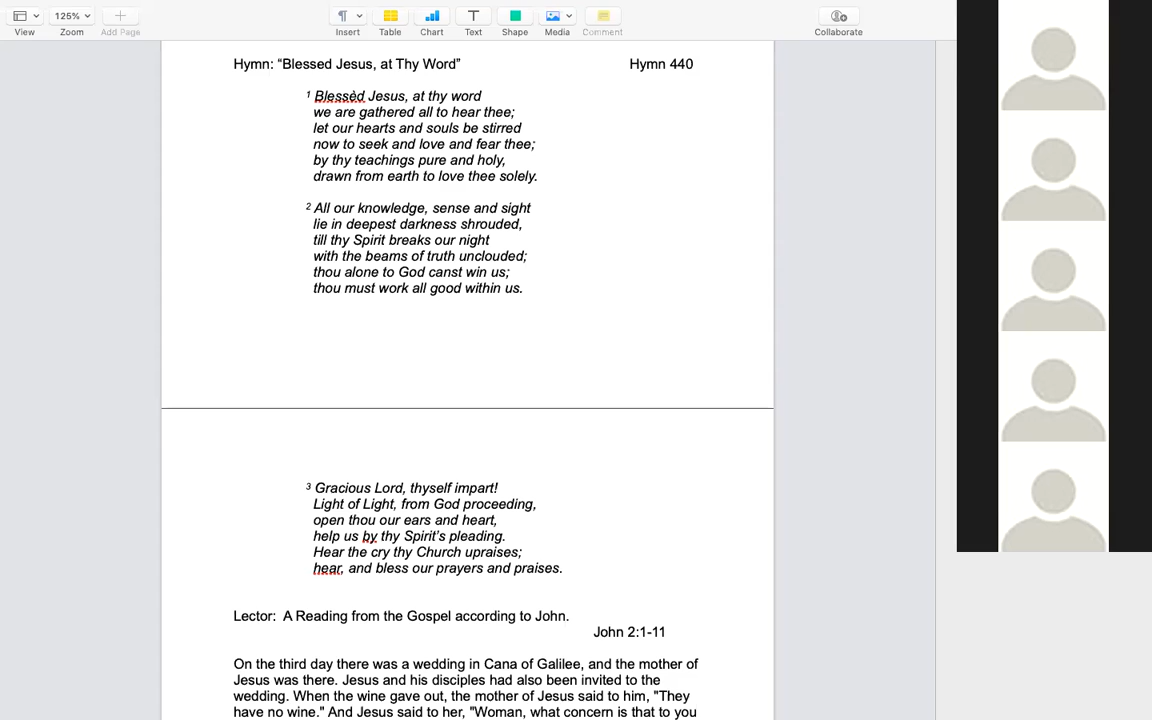 125%
View
Zoom
Add Page
Insert
Table
Chart
Text
Shape
Media
Comment
Collaborate
Hymn: “Blessed Jesus, at Thy Word” Hymn 440
1 Blessèd Jesus, at thy word
we are gathered all to hear thee;
let our hearts and souls be stirred
now to seek and love and fear thee;
by thy teachings pure and holy,
drawn from earth to love thee solely.
2 All our knowledge, sense and sight
lie in deepest darkness shrouded,
till thy Spirit breaks our night
with the beams of truth unclouded;
thou alone to God canst win us;
thou must work all good within us.
3 Gracious Lord, thyself impart!
Light of Light, from God proceeding,
open thou our ears and heart,
help us by thy Spirit’s pleading.
Hear the cry thy Church upraises;
hear, and bless our prayers and praises.
Lector: A Reading from the Gospel according to John.
John 2:1-11
On the third day there was a wedding in Cana of Galilee, and the mother of
Jesus was there. Jesus and his disciples had also been invited to the
wedding. When the wine gave out, the mother of Jesus said to him, "They
have no wine." And Jesus said to her, "Woman, what concern is that to you